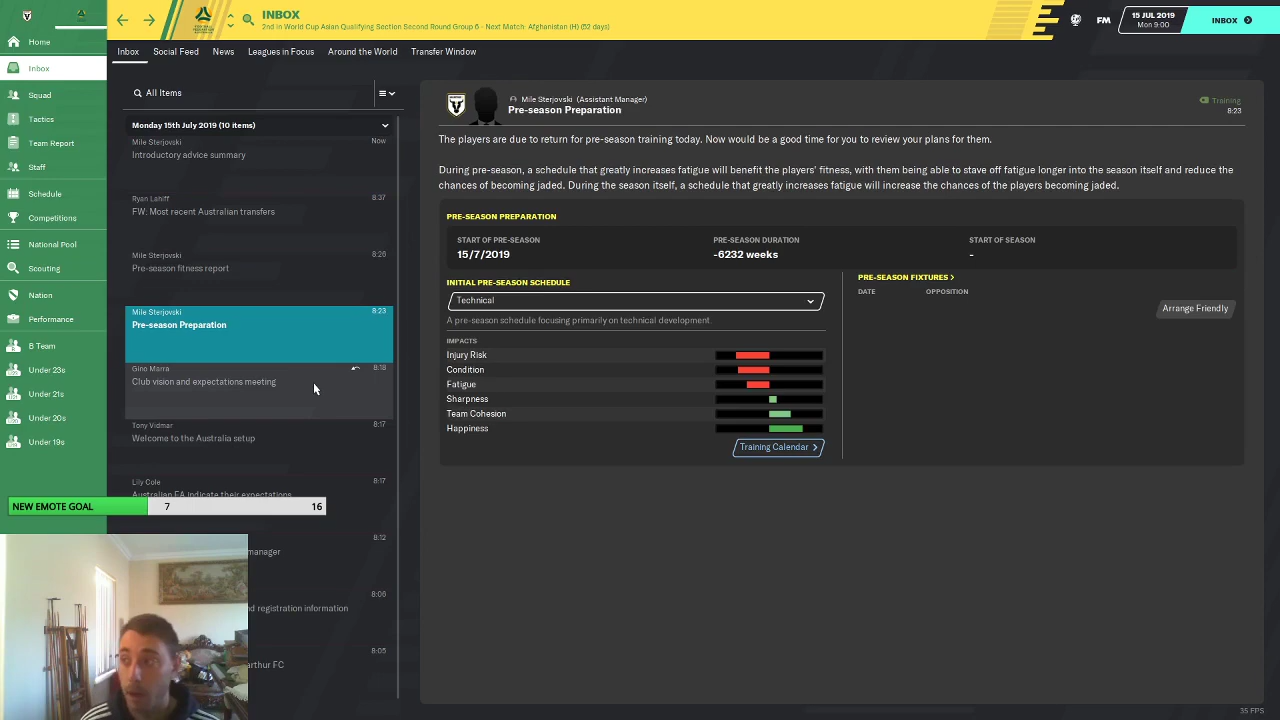 Home
Inbox
Squad
Tactics
Team Report
Staff
Schedule
Competitions
National Pool
Scouting
Nation
Performance
B Team
Under 23s
Under 21s
Under 20s
Under 19s
INBOX
2nd in World Cup Asian Qualifying Section Second Round Group 6 - Next Match: Afghanistan (H) (52 days)
FM
15 JUL 2019
Mon 9:00
INBOX
Inbox
Social Feed
News
Leagues in Focus
Around the World
Transfer Window
All Items
Monday 15th July 2019 (10 items)
Mile Sterjovski
Now
Introductory advice summary
Ryan Lahiff
8:37
FW: Most recent Australian transfers
Mile Sterjovski
8:26
Pre-season fitness report
Mile Sterjovski
8:23
Pre-season Preparation
Gino Marra
8:18
Club vision and expectations meeting
Tony Vidmar
8:17
Welcome to the Australia setup
Lily Cole
8:17
Australian FA indicate their expectations
8:12
manager
8:06
registration information
8:05
arthur FC
NEW EMOTE GOAL
7
16
Mile Sterjovski (Assistant Manager)
Pre-season Preparation
Training
8:23
The players are due to return for pre-season training today. Now would be a good time for you to review your plans for them.
During pre-season, a schedule that greatly increases fatigue will benefit the players' fitness, with them being able to stave off fatigue longer into the season itself and reduce the
chances of becoming jaded. During the season itself, a schedule that greatly increases fatigue will increase the chances of the players becoming jaded.
PRE-SEASON PREPARATION
START OF PRE-SEASON
PRE-SEASON DURATION
START OF SEASON
15/7/2019
-6232 weeks
-
INITIAL PRE-SEASON SCHEDULE
Technical
A pre-season schedule focusing primarily on technical development.
IMPACTS
Injury Risk
Condition
Fatigue
Sharpness
Team Cohesion
Happiness
Training Calendar
PRE-SEASON FIXTURES >
DATE
OPPOSITION
Arrange Friendly
35 FPS